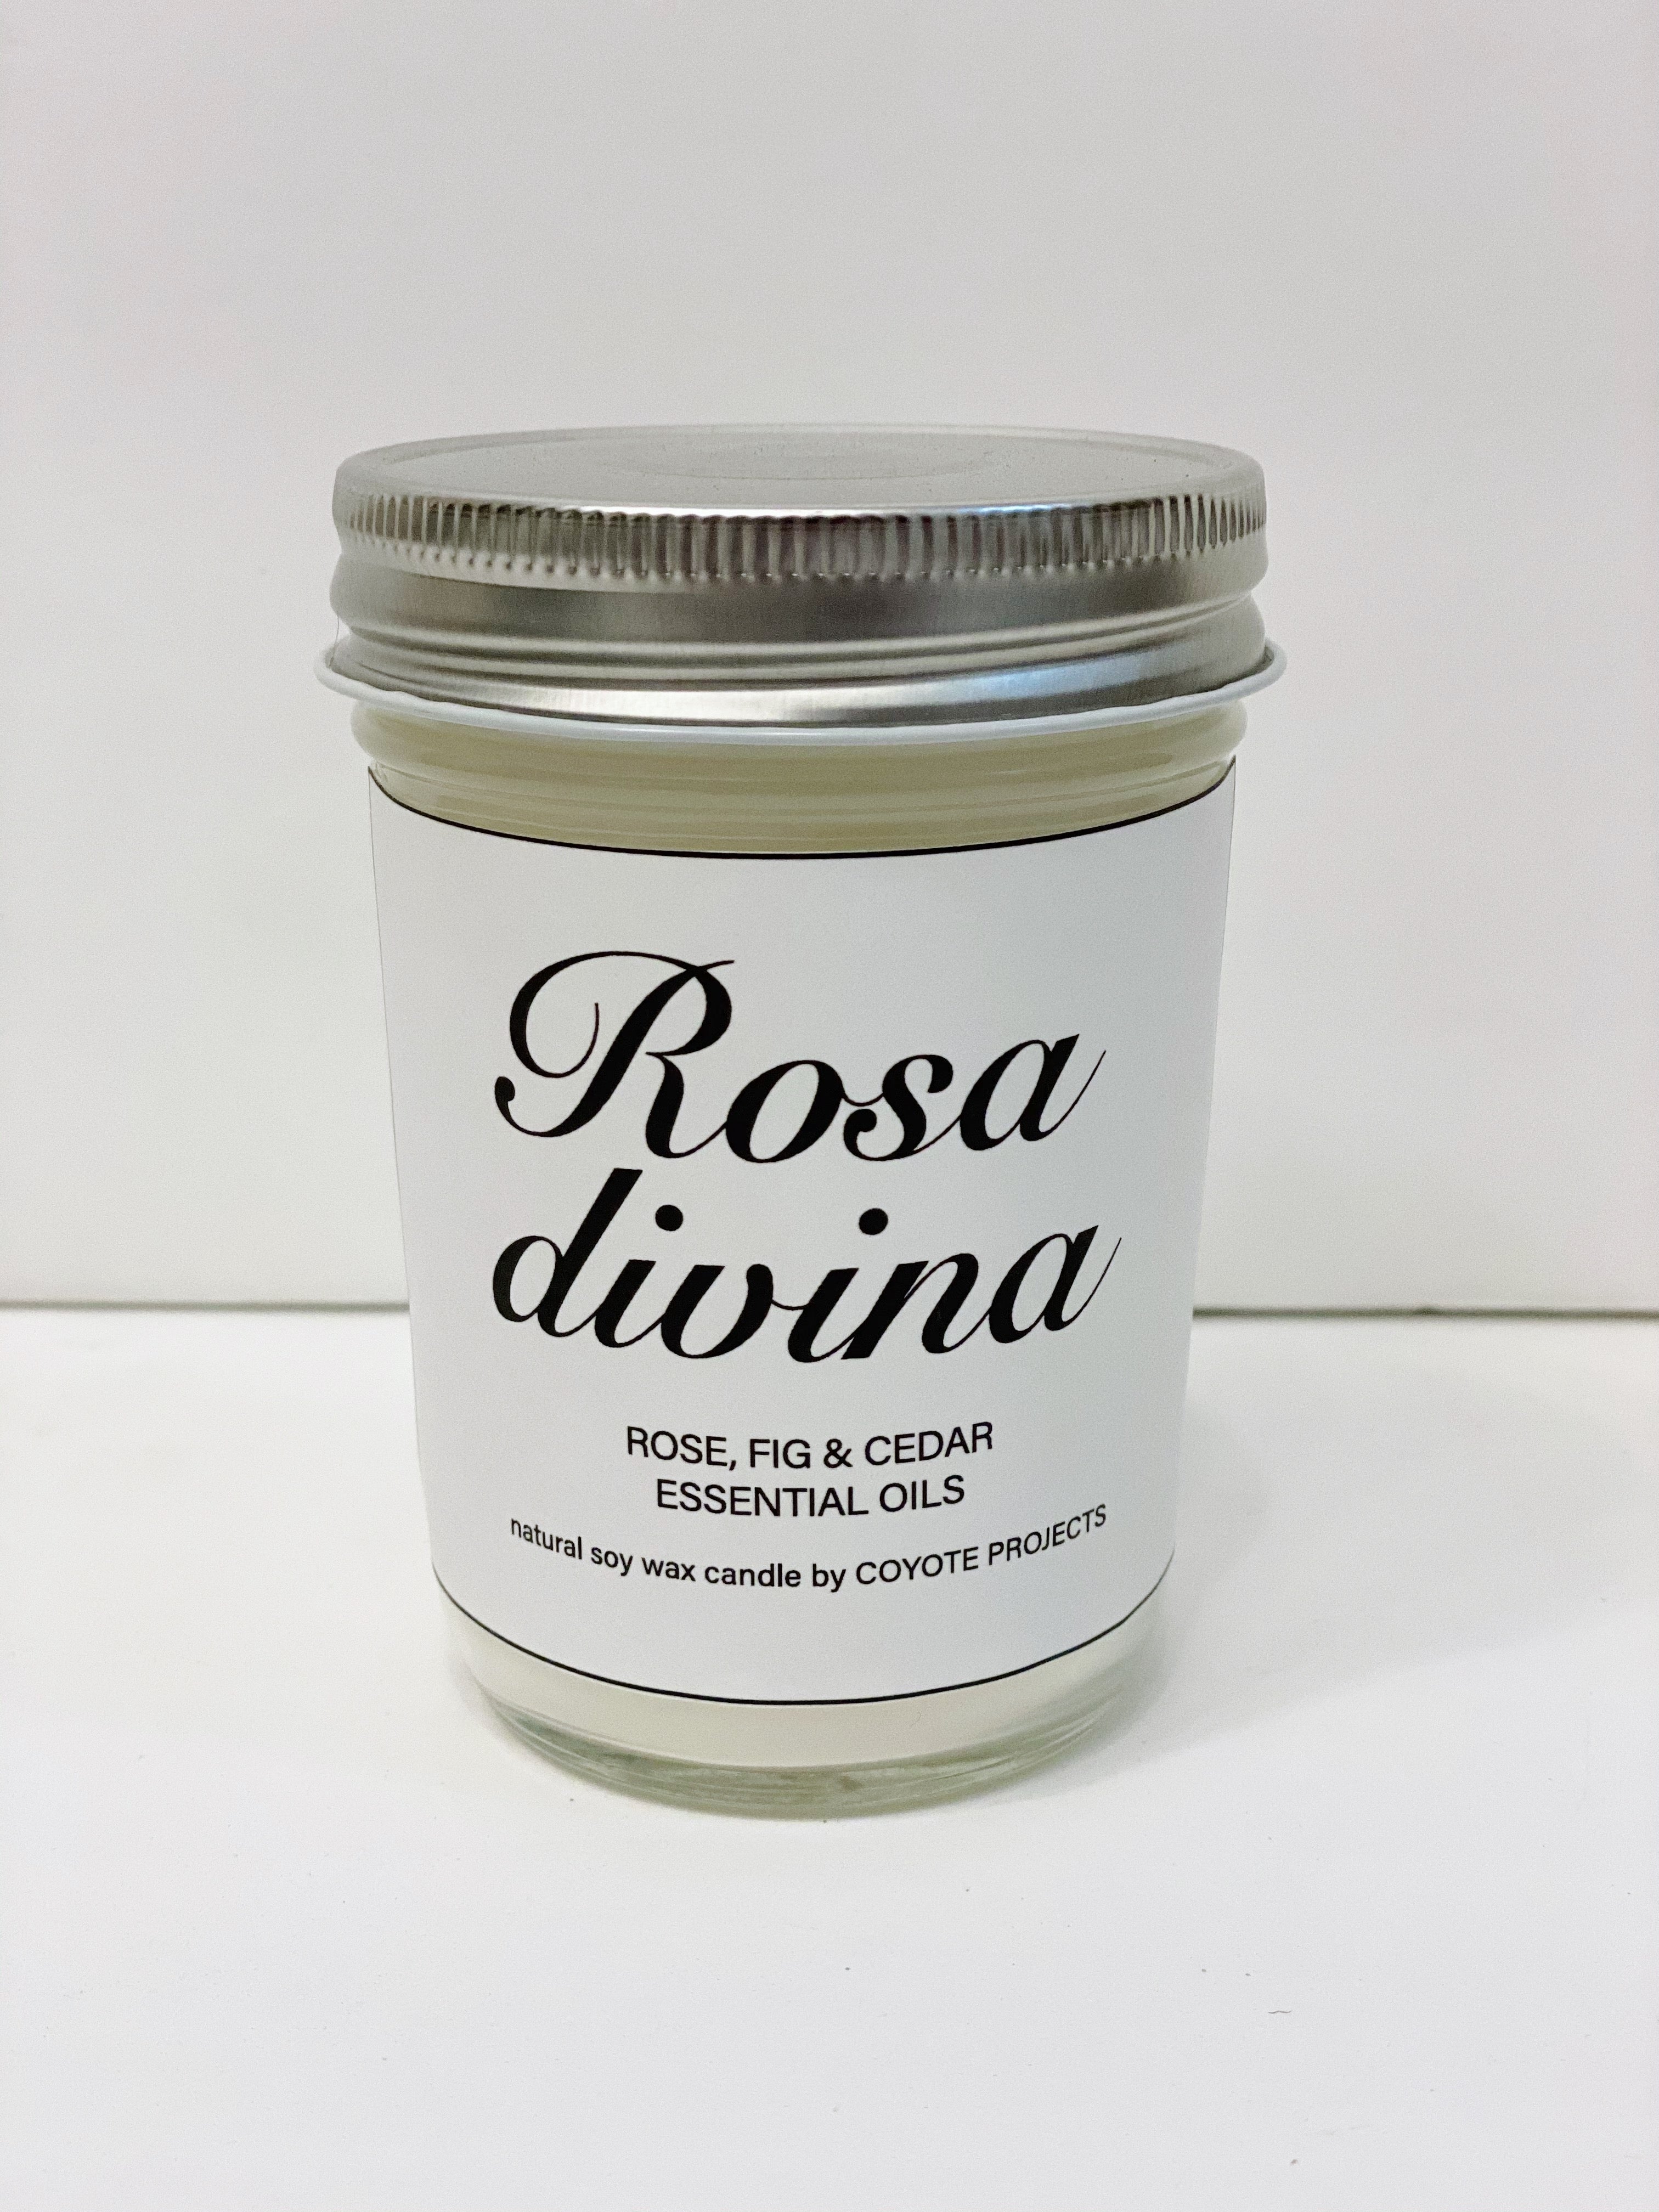 Rosa
divina
ROSE, FIG & CEDAR
ESSENTIAL OILS
natural soy wax candle by COYOTE PROJECTS